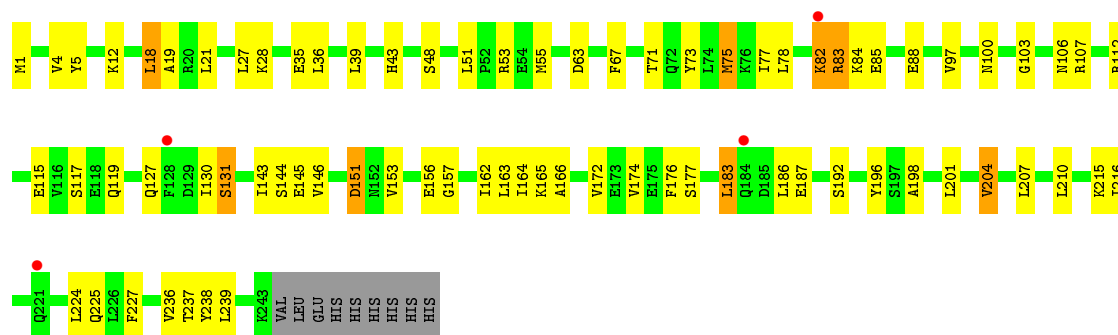 M1 V4 Y5 K12 L18 A19 R20 L21 L27 K28 E35 L36 L39 H43 S48 L51 P52 R53 E54 M55 D63 F67 T71 Q72 Y73 L74 M75 K76 I77 L78 K82 R83 K84 E85 E88 V97 N100 G103 N106 R107
E115 V116 S117 E118 Q119 Q127 F128 D129 I130 S131 I143 S144 E145 V146 D151 N152 V153 E156 G157 I162 L163 I164 K165 A166 V172 E173 V174 E175 F176 S177 L183 Q184 D185 L186 E187 S192 Y196 S197 A198 L201 V204 L207 L210 K215
Q221 L224 Q225 L226 F227 V236 T237 Y238 L239 K243 VAL LEU GLU HIS HIS HIS HIS HIS HIS